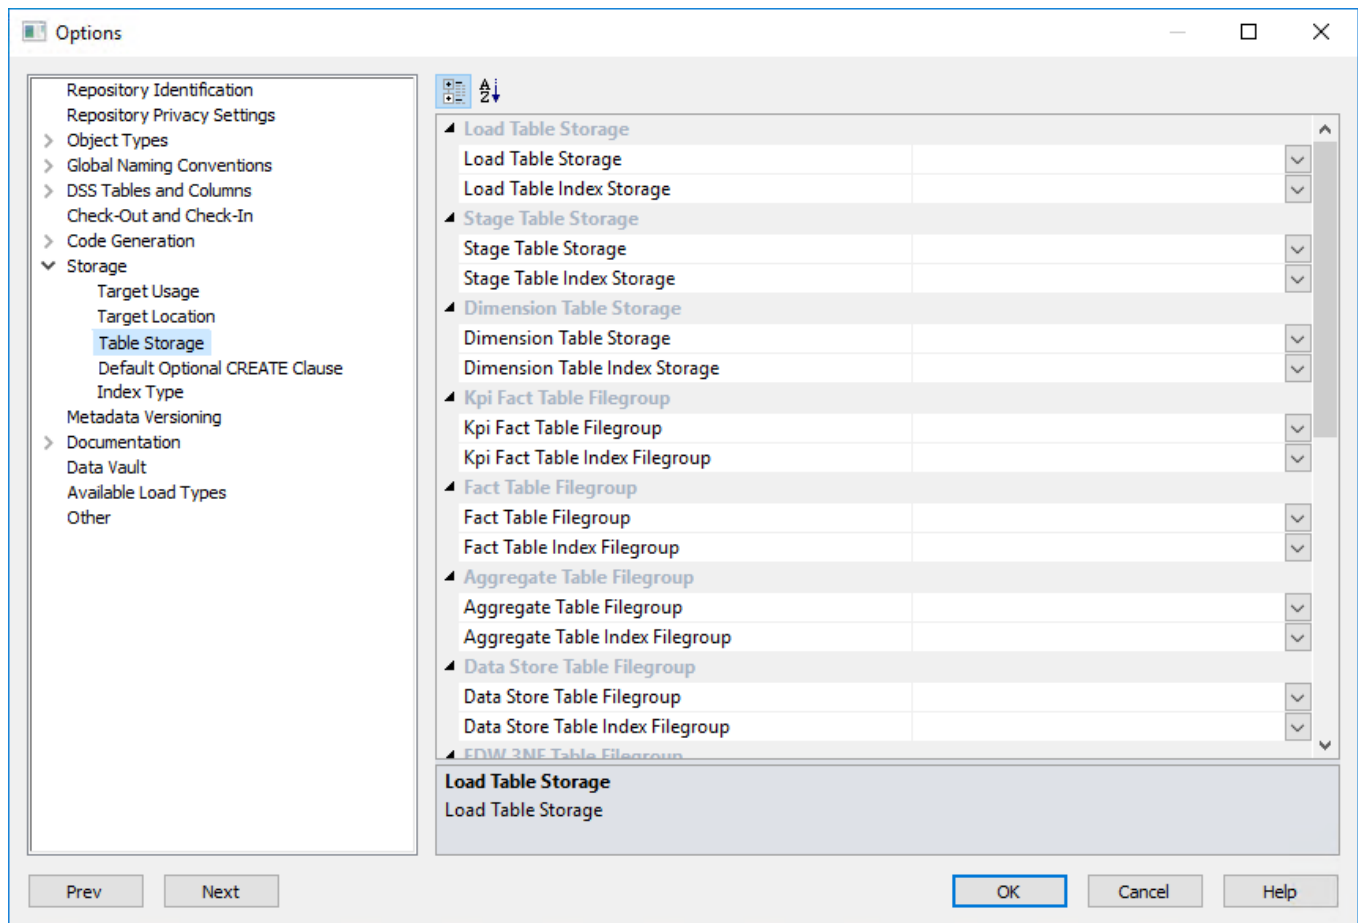 Options
Repository Identification
Repository Privacy Settings
Object Types
Global Naming Conventions
DSS Tables and Columns
Check-Out and Check-In
Code Generation
Storage
Target Usage
Target Location
Table Storage
Default Optional CREATE Clause
Index Type
Metadata Versioning
Documentation
Data Vault
Available Load Types
Other
A
Z
Load Table Storage
Load Table Storage
Load Table Index Storage
Stage Table Storage
Stage Table Storage
Stage Table Index Storage
Dimension Table Storage
Dimension Table Storage
Dimension Table Index Storage
Kpi Fact Table Filegroup
Kpi Fact Table Filegroup
Kpi Fact Table Index Filegroup
Fact Table Filegroup
Fact Table Filegroup
Fact Table Index Filegroup
Aggregate Table Filegroup
Aggregate Table Filegroup
Aggregate Table Index Filegroup
Data Store Table Filegroup
Data Store Table Filegroup
Data Store Table Index Filegroup
EDW 3NF Table Filegroup
Load Table Storage
Load Table Storage
Prev
Next
OK
Cancel
Help